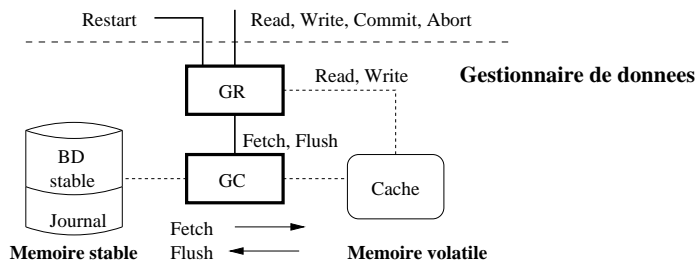 Restart
Read, Write, Commit, Abort
Gestionnaire de donnees
GR
Read, Write
Fetch, Flush
BD
stable
GC
Cache
Journal
Fetch
Memoire stable
Flush
Memoire volatile